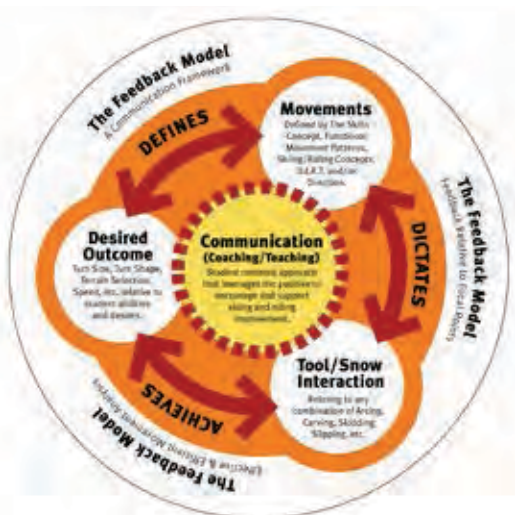 The Feedback Model
A Communication Framework
DEFINES
Movements
Defined by The Skills
Concept, Functional
Movement Patterns,
Skiing/Riding Concepts,
D.I.R.T. and/or
Direction.
The Feedback Model
Feedback Relative to Focal Points
DICTATES
Desired
Outcome
Turn Size, Turn Shape,
Terrain Selection,
Speed, etc., relative to
student abilities
and desires.
Communication
(Coaching/Teaching)
Student centered approach
that leverages the positive to
encourage and support
skiing and riding
improvement.
Tool/Snow
Interaction
Referring to any
combination of Arcing,
Carving, Skidding
Slipping, etc.
ACHIEVES
The Feedback Model
Effective & Efficient Movement Analysis